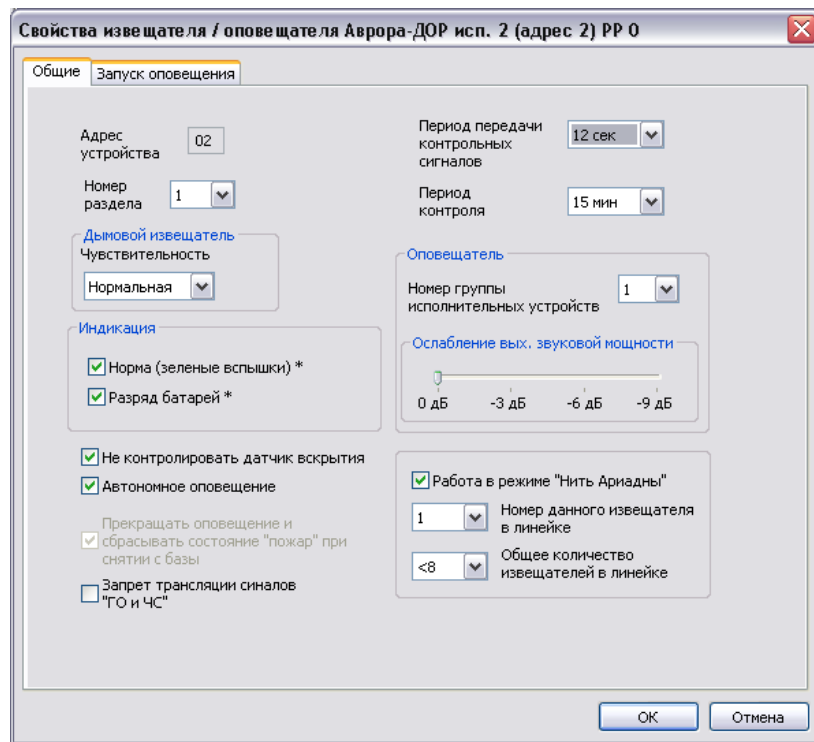 Свойства извещателя / оповещателя Аврора-ДОР исп. 2 (адрес 2) РР 0
Общие
Запуск оповещения
Адрес
устройства
02
Номер
раздела
1
Дымовой извещатель
Чувствительность
Нормальная
Индикация
Норма (зеленые вспышки) *
Разряд батарей *
Не контролировать датчик вскрытия
Автономное оповещение
Прекращать оповещение и
сбрасывать состояние "пожар" при
снятии с базы
Запрет трансляции синалов
"ГО и ЧС"
Период передачи
контрольных
сигналов
12 сек
Период
контроля
15 мин
Оповещатель
Номер группы
исполнительных устройств
1
Ослабление вых. звуковой мощности
0 дБ -3 дБ -6 дБ -9 дБ
Работа в режиме "Нить Ариадны"
1
Номер данного извещателя
в линейке
<8
Общее количество
извещателей в линейке
ОК
Отмена